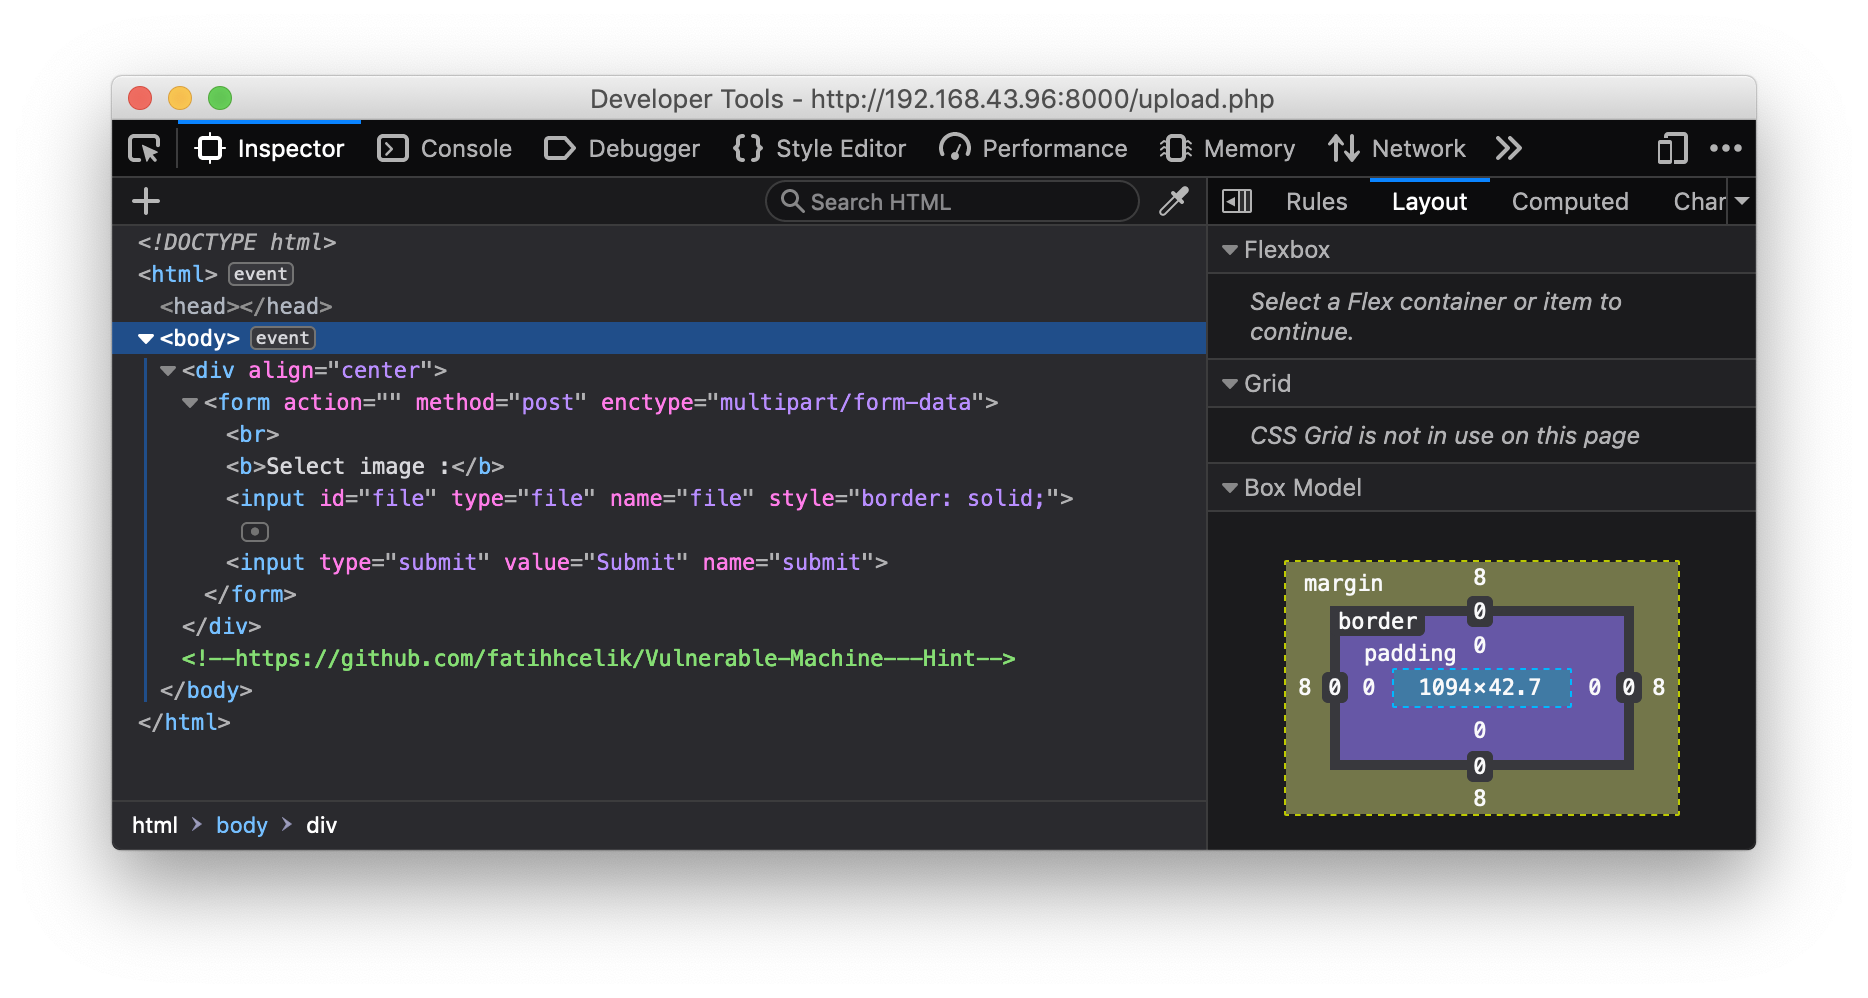 Developer Tools - http://192.168.43.96:8000/upload.php
Inspector Console Debugger Style Editor Performance Memory Network
Search HTML
Rules Layout Computed Char
<!DOCTYPE html>
<html> event
<head></head>
<body> event
<div align="center">
<form action="" method="post" enctype="multipart/form-data">
<br>
<b>Select image :</b>
<input id="file" type="file" name="file" style="border: solid;">
<input type="submit" value="Submit" name="submit">
</form>
</div>
<!--https://github.com/fatihhcelik/Vulnerable-Machine---Hint-->
</body>
</html>
html > body > div
Flexbox
Select a Flex container or item to
continue.
Grid
CSS Grid is not in use on this page
Box Model
margin 8
border 0
padding 0
8 0 0 1094×42.7 0 0 8
0
0
8